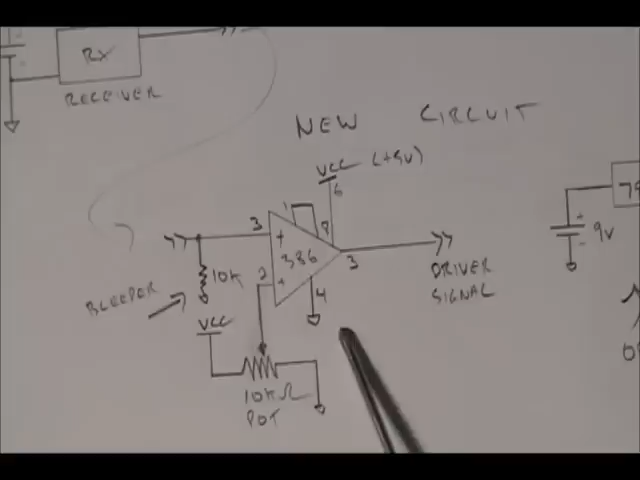 RX
RECEIVER
NEW CIRCUIT
VCC (+9V)
6
1
8
3
+
386
3
2
+
4
10K
BLEEPER
DRIVER
SIGNAL
VCC
10KΩ
POT
+
-
9V